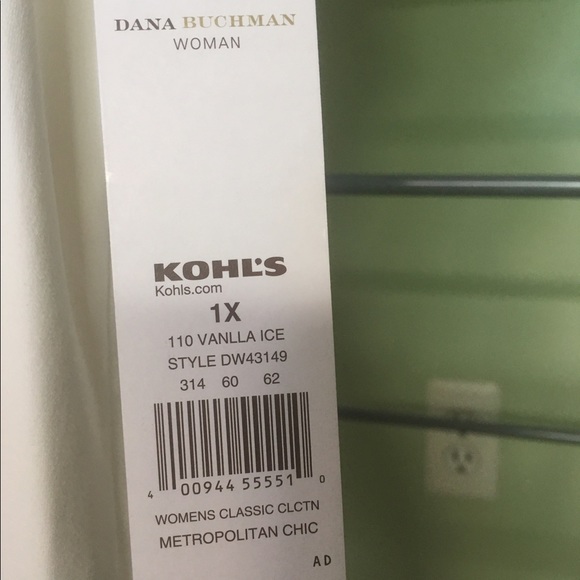 DANA BUCHMAN
WOMAN
KOHL'S
Kohls.com
1X
110 VANLLA ICE
STYLE DW43149
314 60 62
4 00944 55551 0
WOMENS CLASSIC CLCTN
METROPOLITAN CHIC
AD